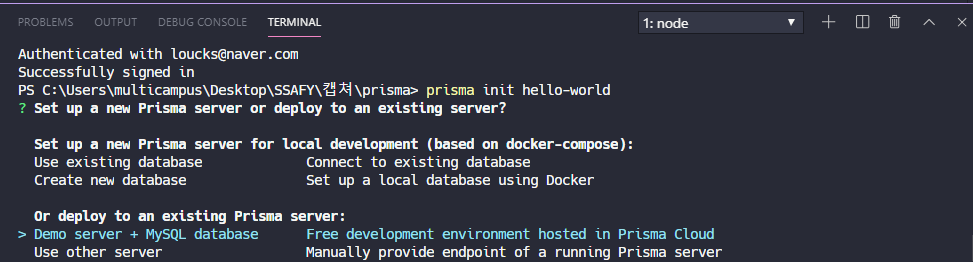 PROBLEMS OUTPUT DEBUG CONSOLE TERMINAL 1: node
Authenticated with loucks@naver.com
Successfully signed in
PS C:\Users\multicampus\Desktop\SSAFY\캡쳐\prisma> prisma init hello-world
? Set up a new Prisma server or deploy to an existing server?
Set up a new Prisma server for local development (based on docker-compose):
Use existing database Connect to existing database
Create new database Set up a local database using Docker
Or deploy to an existing Prisma server:
> Demo server + MySQL database Free development environment hosted in Prisma Cloud
Use other server Manually provide endpoint of a running Prisma server